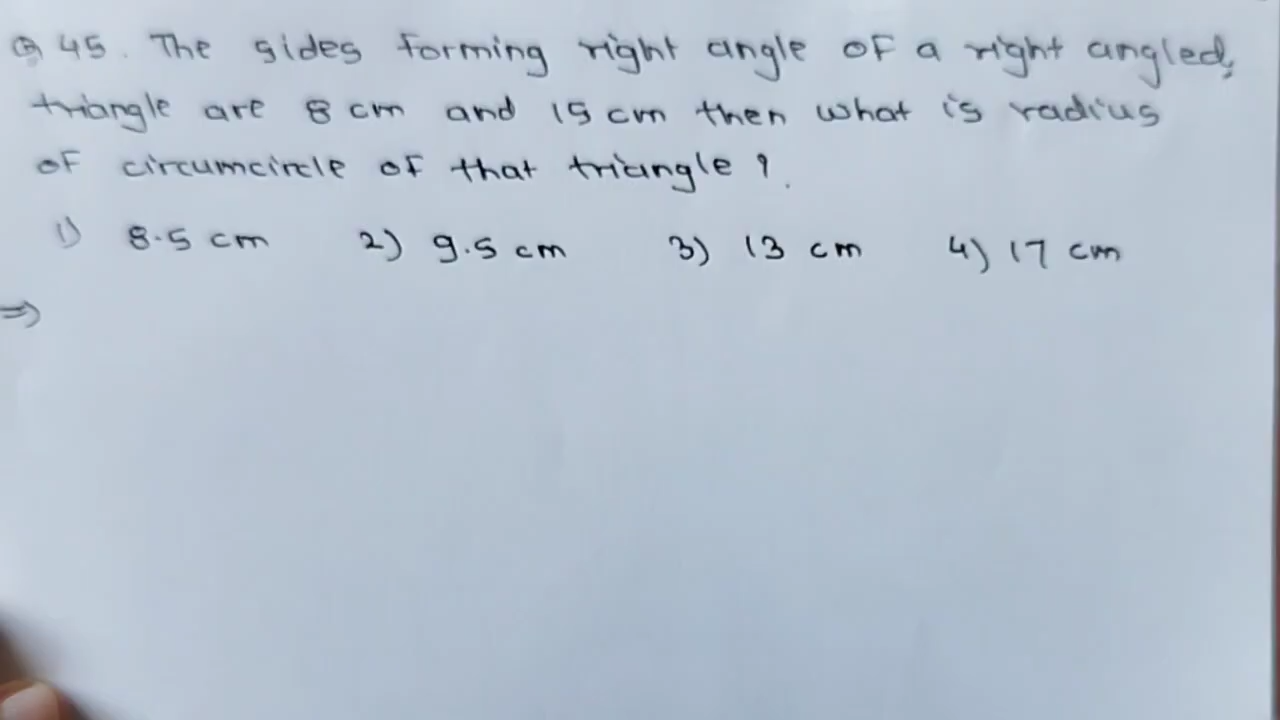 Q 45. The sides forming right angle of a right angled,
triangle are 8 cm and 15 cm then what is radius
of circumcircle of that triangle ?
1) 8.5 cm 2) 9.5 cm 3) 13 cm 4) 17 cm
⇒